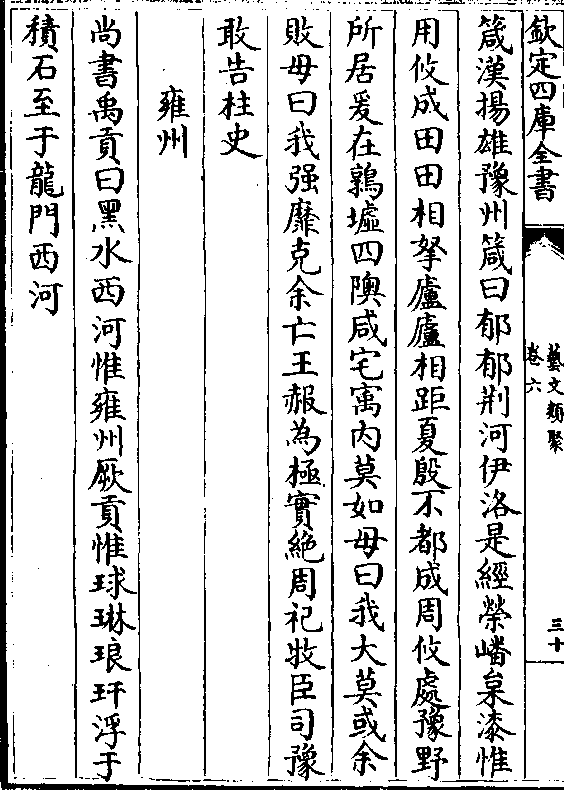 欽定四庫全書
藝文類聚
卷六
三十
箴漢揚雄豫州箴曰郁郁荆河伊洛是經榮嶓枲漆惟
用攸成田田相拏廬廬相距夏殷不都成周攸處豫野
所居爰在鶉墟四隩咸宅寓内莫如毋曰我大莫或余
敗毋曰我强靡克余亡王赧為極實絶周祀牧臣司豫
敢告柱史
雍州
尚書禹貢曰黑水西河惟雍州厥貢惟球琳琅玕浮于
積石至于龍門西河